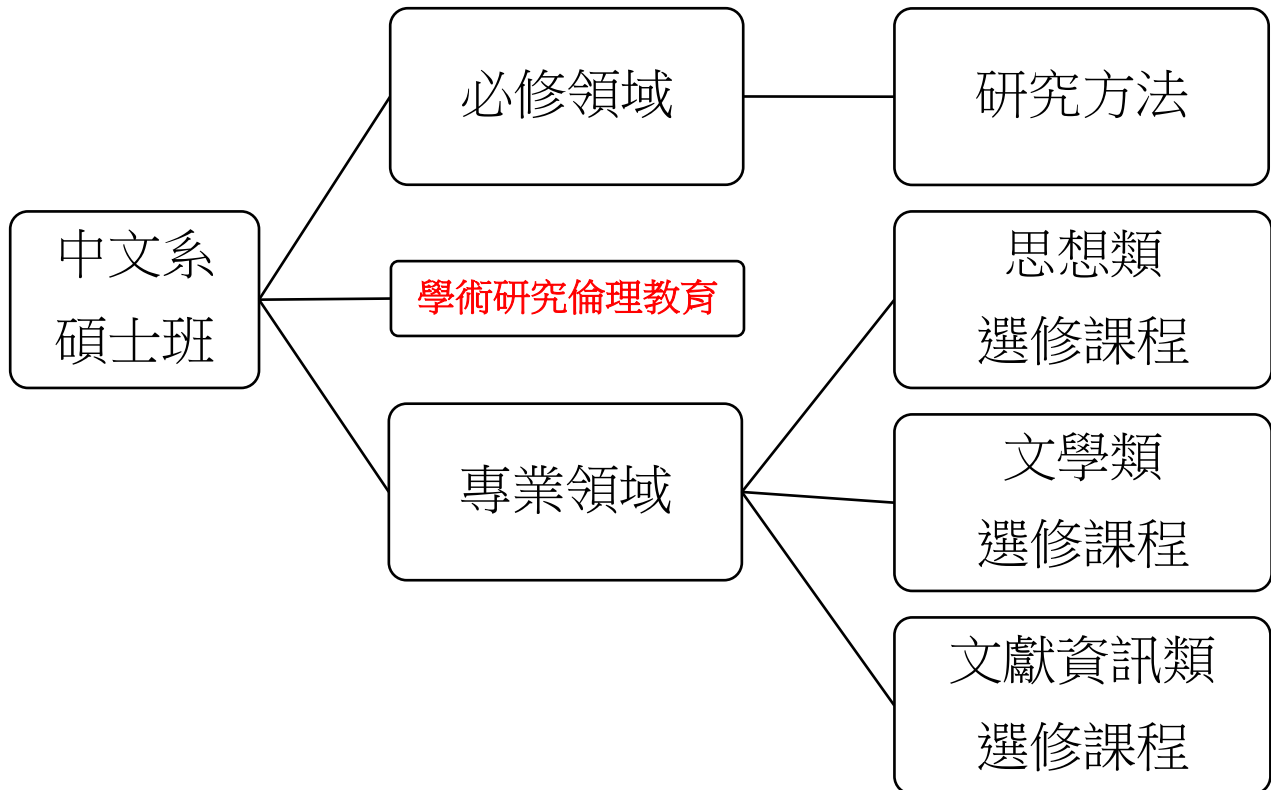 中文系
碩士班
必修領域
研究方法
學術研究倫理教育
專業領域
思想類
選修課程
文學類
選修課程
文獻資訊類
選修課程